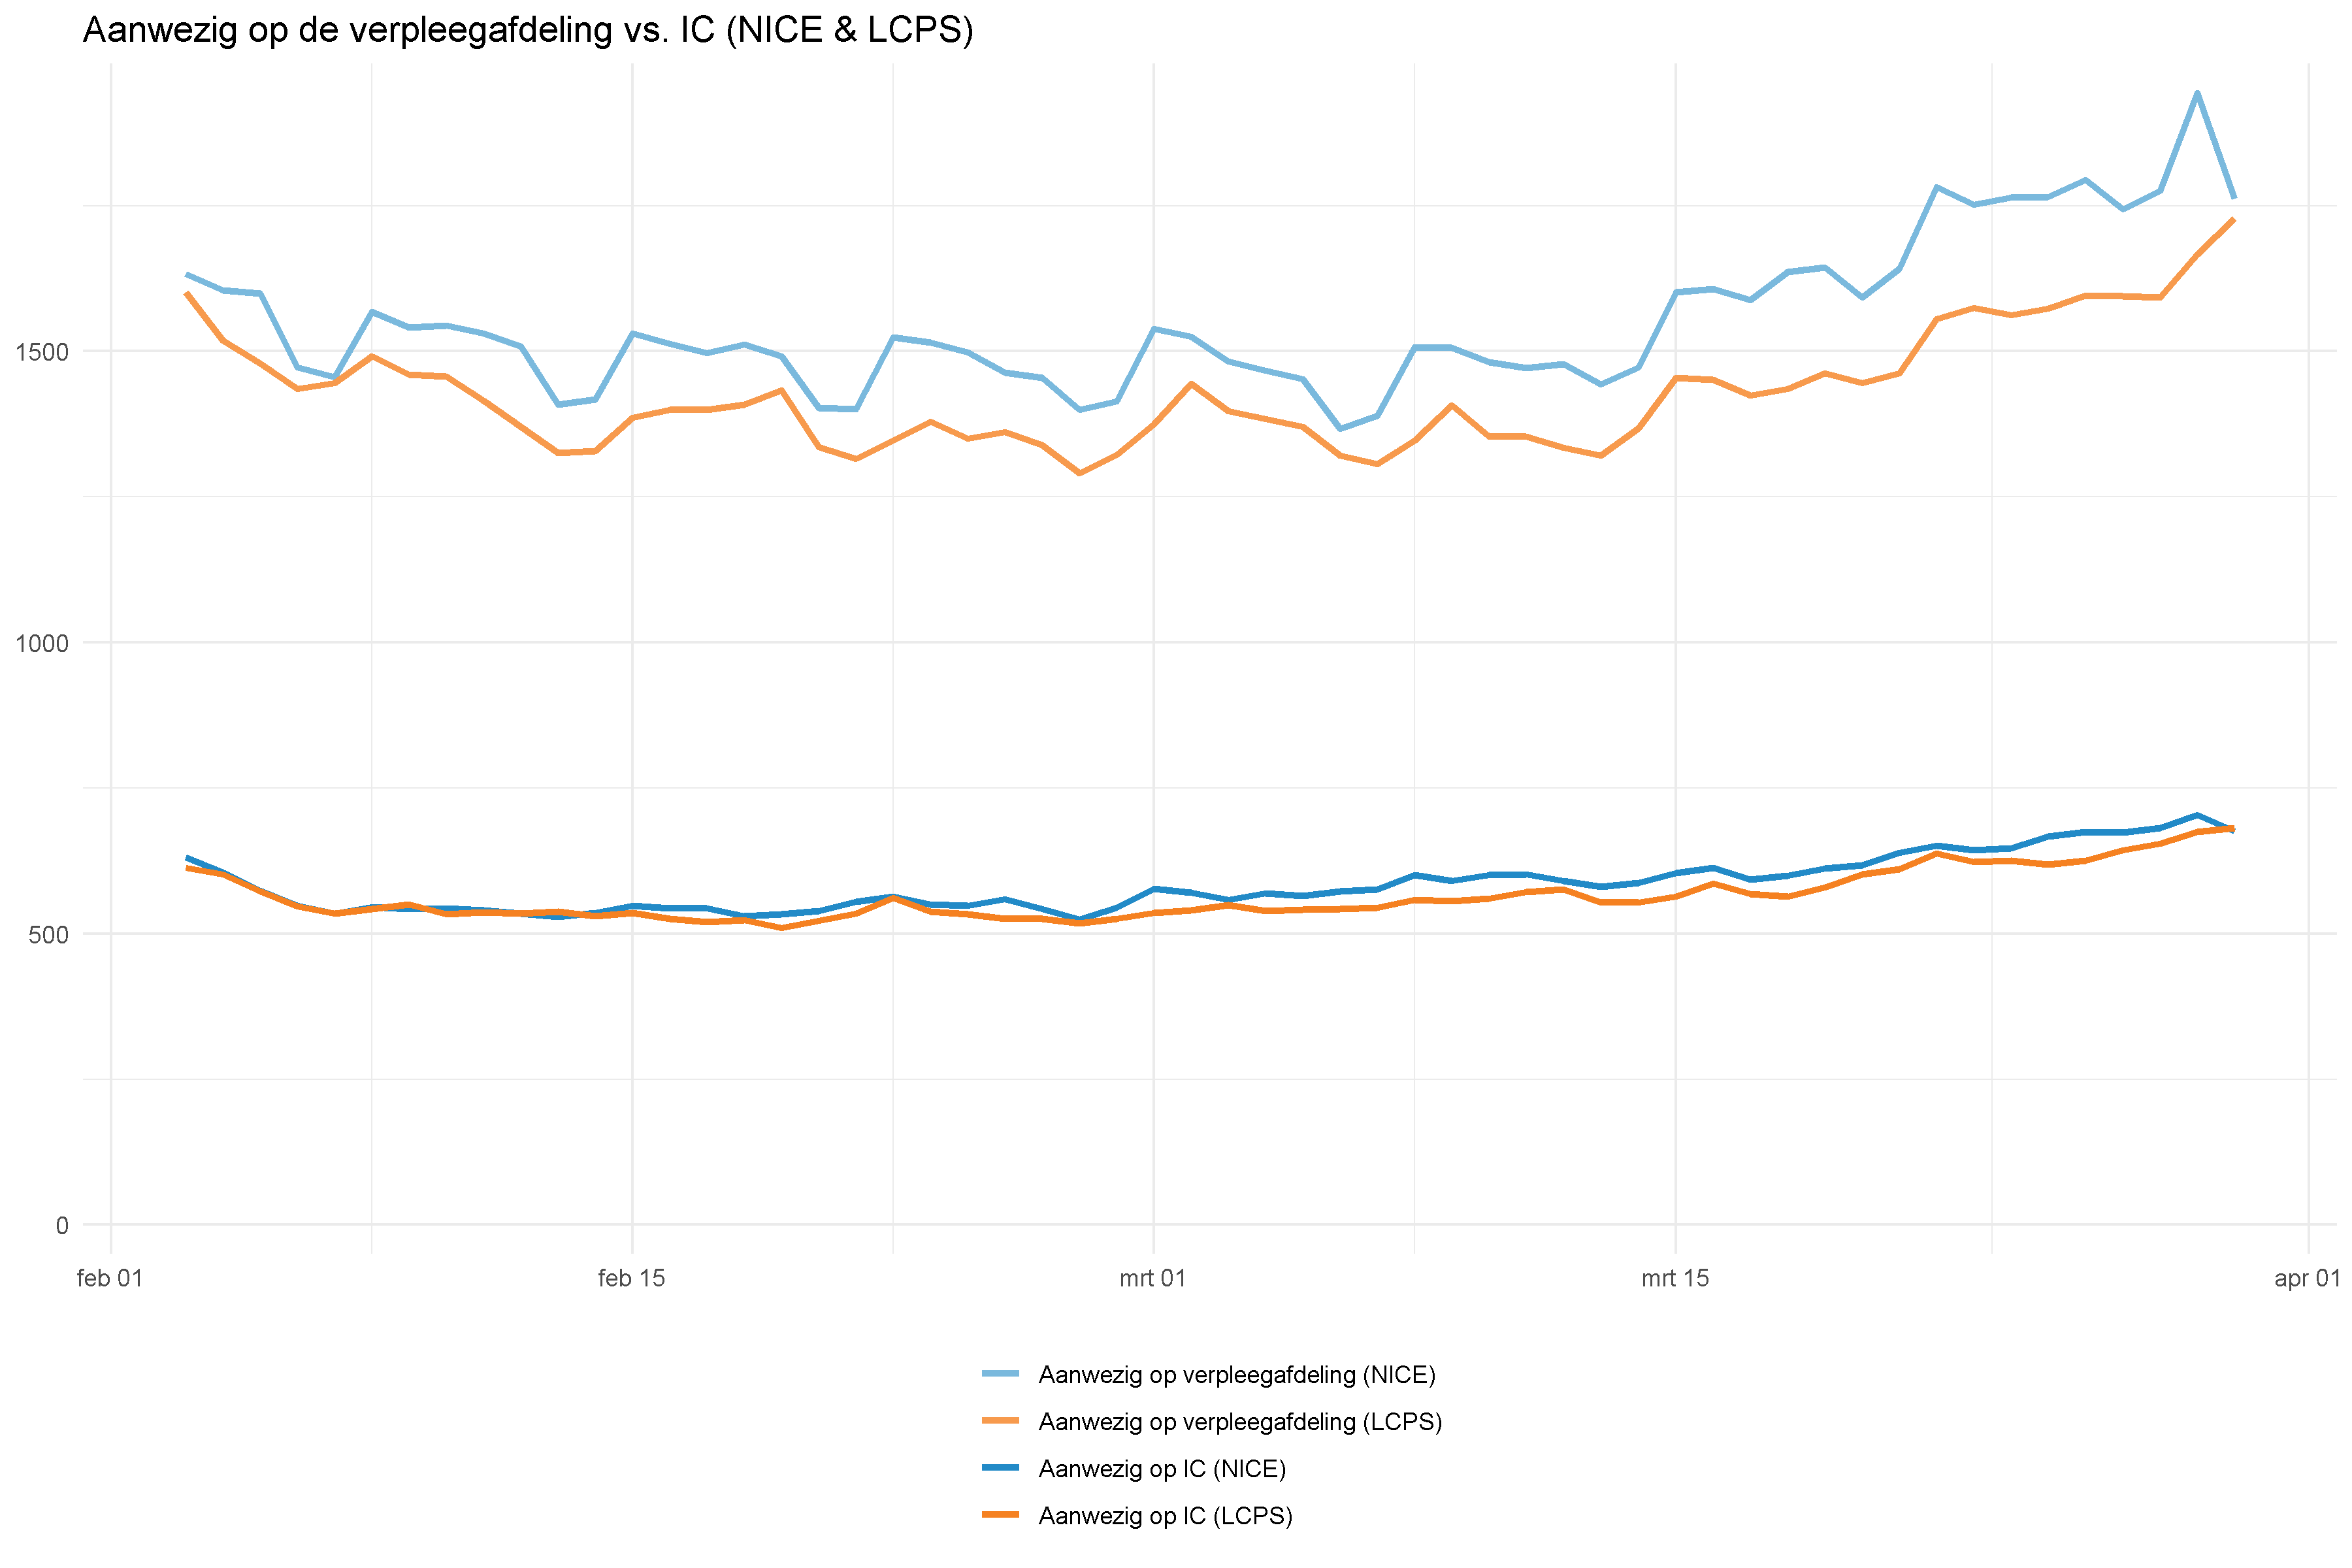 Aanwezig op de verpleegafdeling vs. IC (NICE & LCPS)
1500
1000
500
0
feb 01
feb 15
mrt 01
mrt 15
apr 01
Aanwezig op verpleegafdeling (NICE)
Aanwezig op verpleegafdeling (LCPS)
Aanwezig op IC (NICE)
Aanwezig op IC (LCPS)